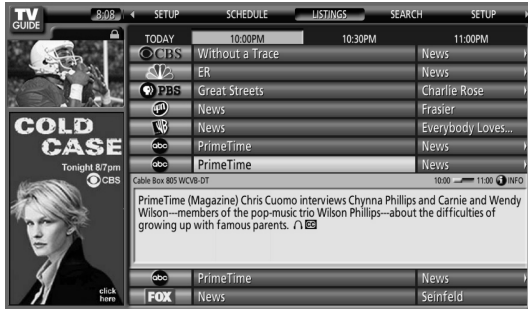 TV
GUIDE
8:08
SETUP SCHEDULE LISTINGS SEARCH SETUP
TODAY 10:00PM 10:30PM 11:00PM
CBS Without a Trace News
ER News
PBS Great Streets Charlie Rose
upn News Frasier
WB News Everybody Loves...
abc PrimeTime News
abc PrimeTime News
Cable Box 805 WCVB-DT 10:00 11:00 i INFO
PrimeTime (Magazine) Chris Cuomo interviews Chynna Phillips and Carnie and Wendy
Wilson---members of the pop-music trio Wilson Phillips---about the difficulties of
growing up with famous parents. CC
abc PrimeTime News
FOX News Seinfeld
COLD
CASE
Tonight 8/7pm
CBS
click
here